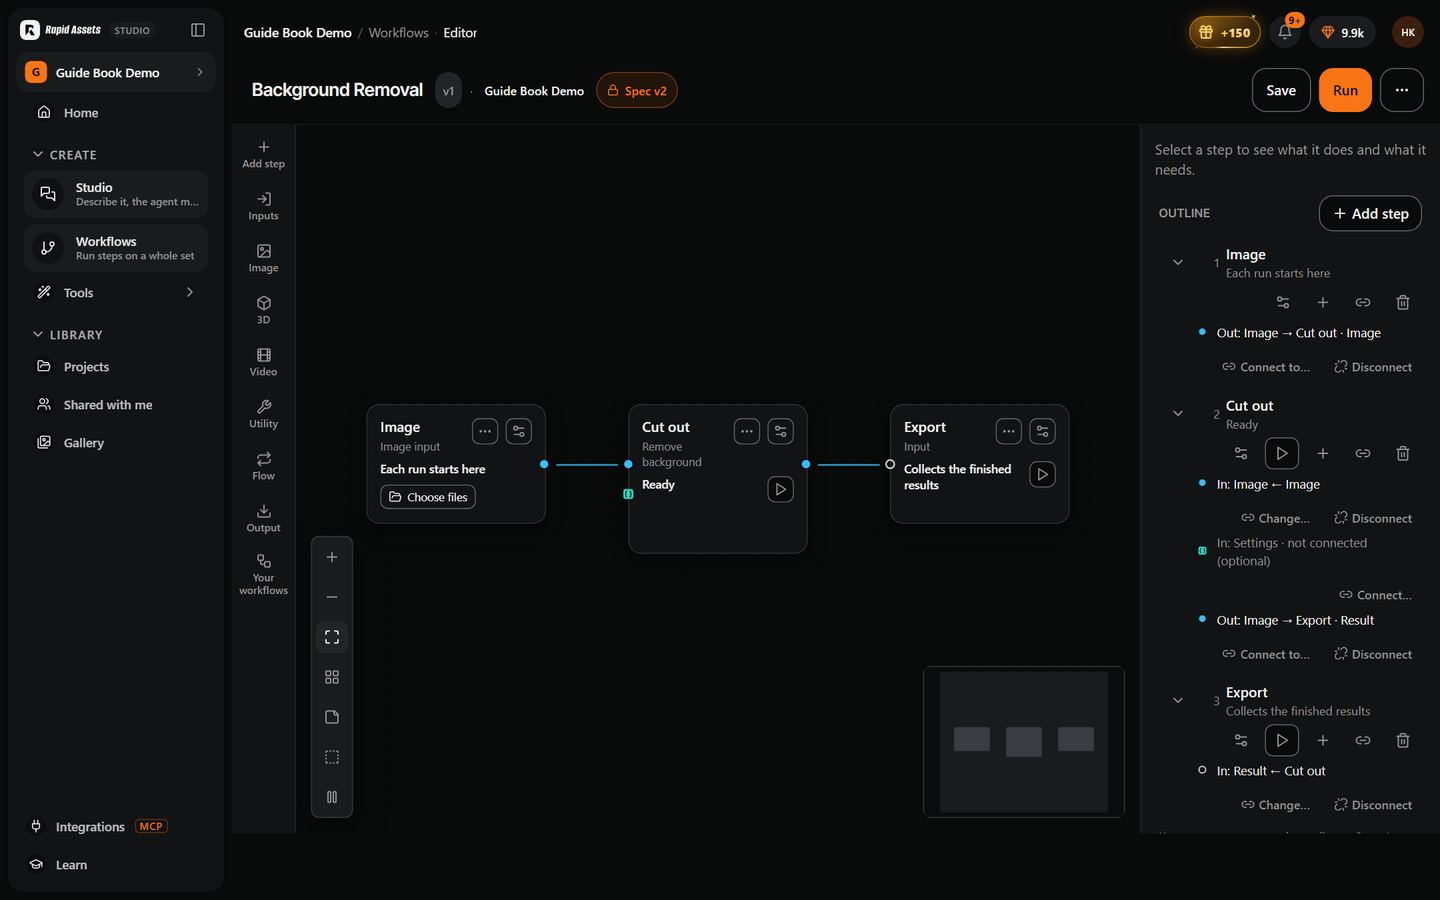 Rapid Assets STUDIO
Guide Book Demo / Workflows · Editor
+150
9+
9.9k
HK
G Guide Book Demo
Background Removal v1 · Guide Book Demo Spec v2
Save
Run
Home
CREATE
Studio
Describe it, the agent m...
Workflows
Run steps on a whole set
Tools
LIBRARY
Projects
Shared with me
Gallery
Integrations MCP
Learn
Add step
Inputs
Image
3D
Video
Utility
Flow
Output
Your
workflows
Image
Image input
Each run starts here
Choose files
Cut out
Remove
background
Ready
Export
Input
Collects the finished
results
Select a step to see what it does and what it
needs.
OUTLINE
Add step
1 Image
Each run starts here
Out: Image → Cut out · Image
Connect to...
Disconnect
2 Cut out
Ready
In: Image ← Image
Change...
Disconnect
In: Settings · not connected
(optional)
Connect...
Out: Image → Export · Result
Connect to...
Disconnect
3 Export
Collects the finished results
In: Result ← Cut out
Change...
Disconnect